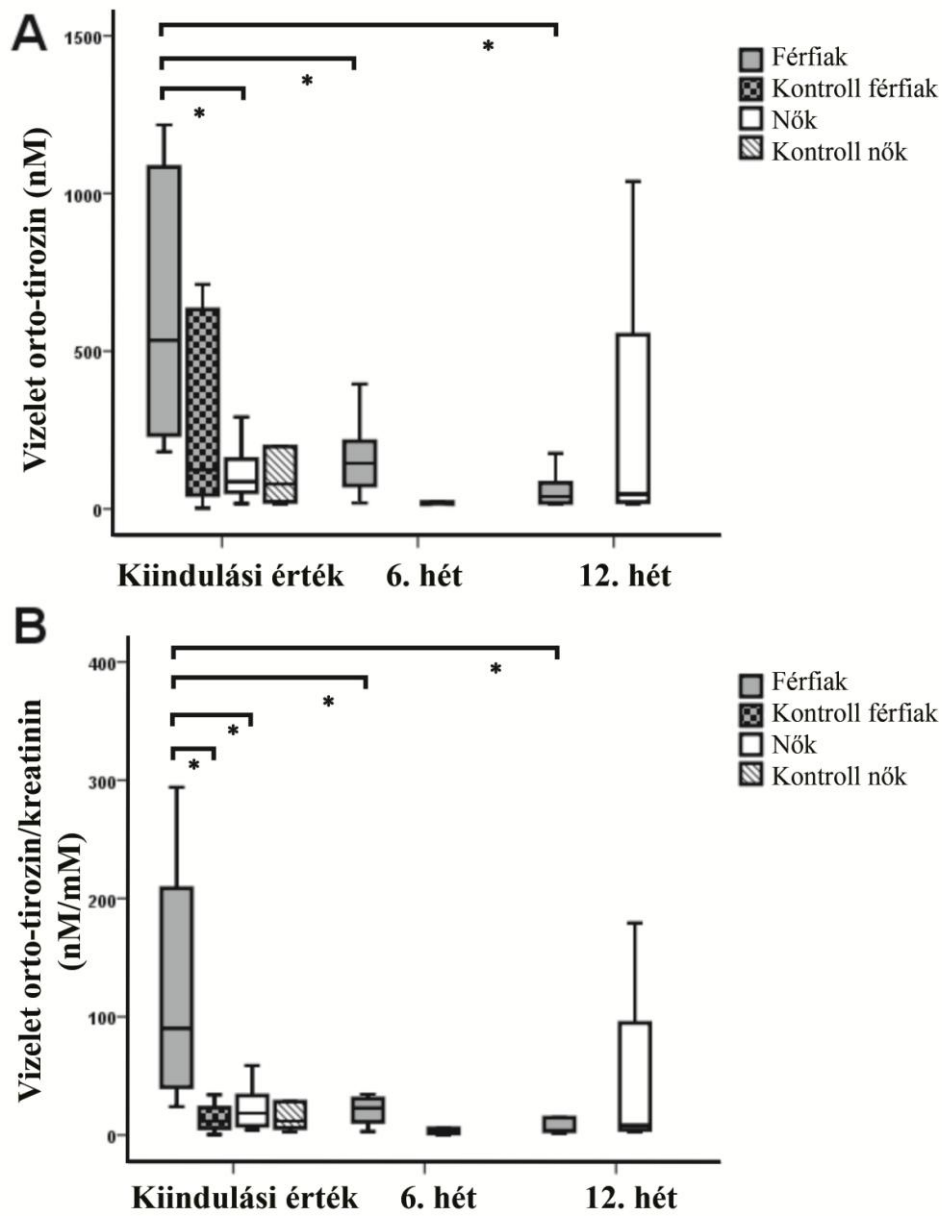 A
Vizelet orto-tirozin (nM)
1500
1000
500
0
*
*
*
Férfiak
Kontroll férfiak
Nők
Kontroll nők
Kiindulási érték
6. hét
12. hét
B
Vizelet orto-tirozin/kreatinin
(nM/mM)
400
300
200
100
0
*
*
*
*
Férfiak
Kontroll férfiak
Nők
Kontroll nők
Kiindulási érték
6. hét
12. hét